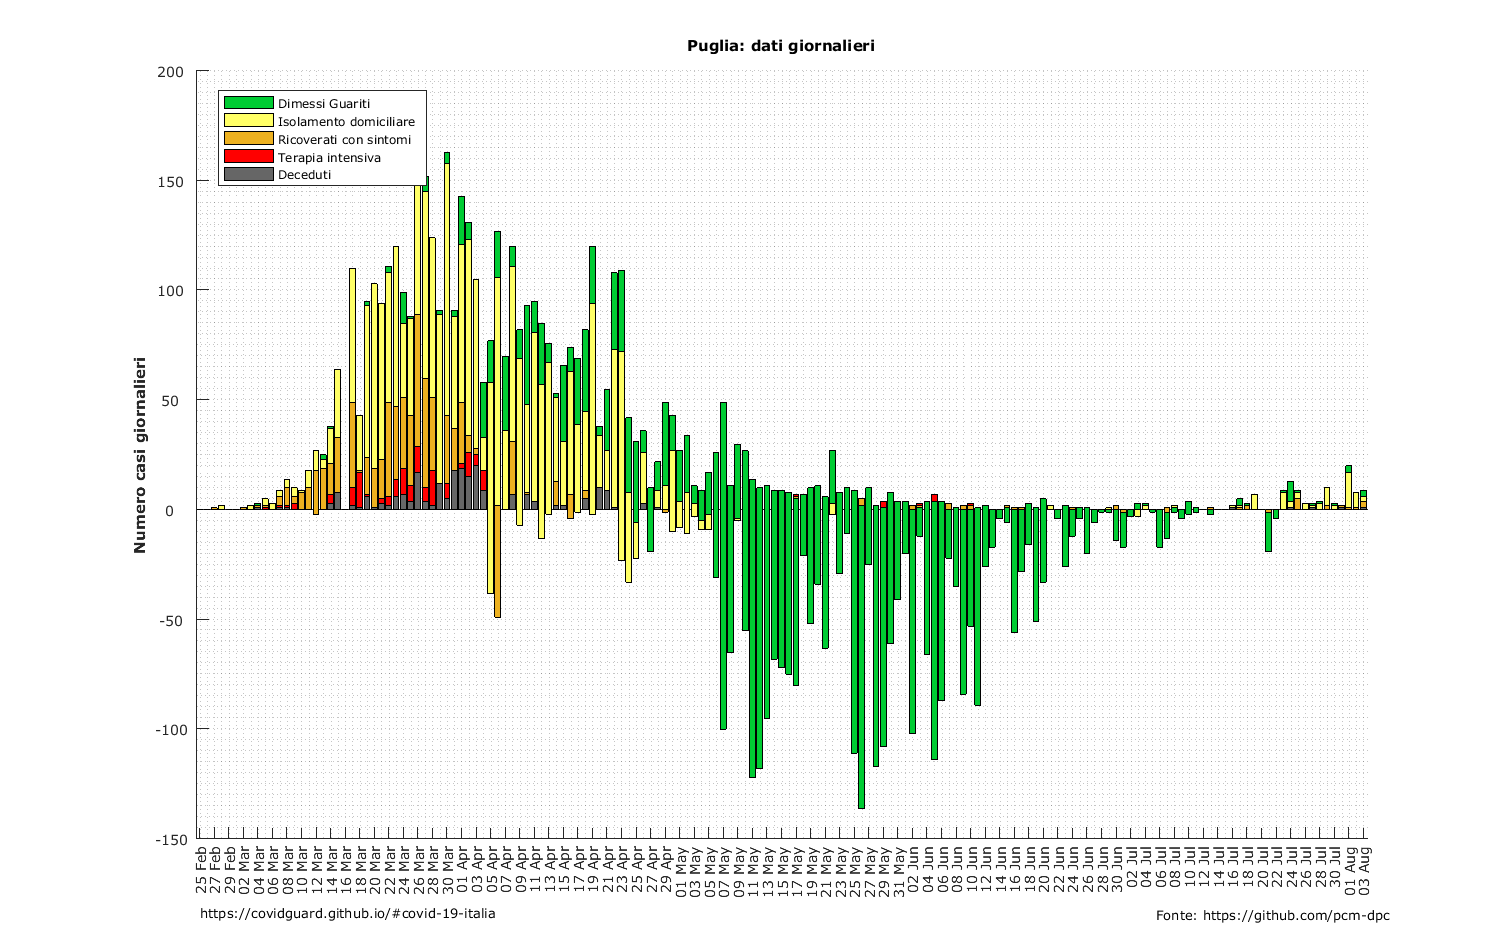 Puglia: dati giornalieri
200
150
100
50
0
-50
-100
-150
Numero casi giornalieri
Dimessi Guariti
Isolamento domiciliare
Ricoverati con sintomi
Terapia intensiva
Deceduti
25 Feb
27 Feb
29 Feb
02 Mar
04 Mar
06 Mar
08 Mar
10 Mar
12 Mar
14 Mar
16 Mar
18 Mar
20 Mar
22 Mar
24 Mar
26 Mar
28 Mar
30 Mar
01 Apr
03 Apr
05 Apr
07 Apr
09 Apr
11 Apr
13 Apr
15 Apr
17 Apr
19 Apr
21 Apr
23 Apr
25 Apr
27 Apr
29 Apr
01 May
03 May
05 May
07 May
09 May
11 May
13 May
15 May
17 May
19 May
21 May
23 May
25 May
27 May
29 May
31 May
02 Jun
04 Jun
06 Jun
08 Jun
10 Jun
12 Jun
14 Jun
16 Jun
18 Jun
20 Jun
22 Jun
24 Jun
26 Jun
28 Jun
30 Jun
02 Jul
04 Jul
06 Jul
08 Jul
10 Jul
12 Jul
14 Jul
16 Jul
18 Jul
20 Jul
22 Jul
24 Jul
26 Jul
28 Jul
30 Jul
01 Aug
03 Aug
https://covidguard.github.io/#covid-19-italia
Fonte: https://github.com/pcm-dpc